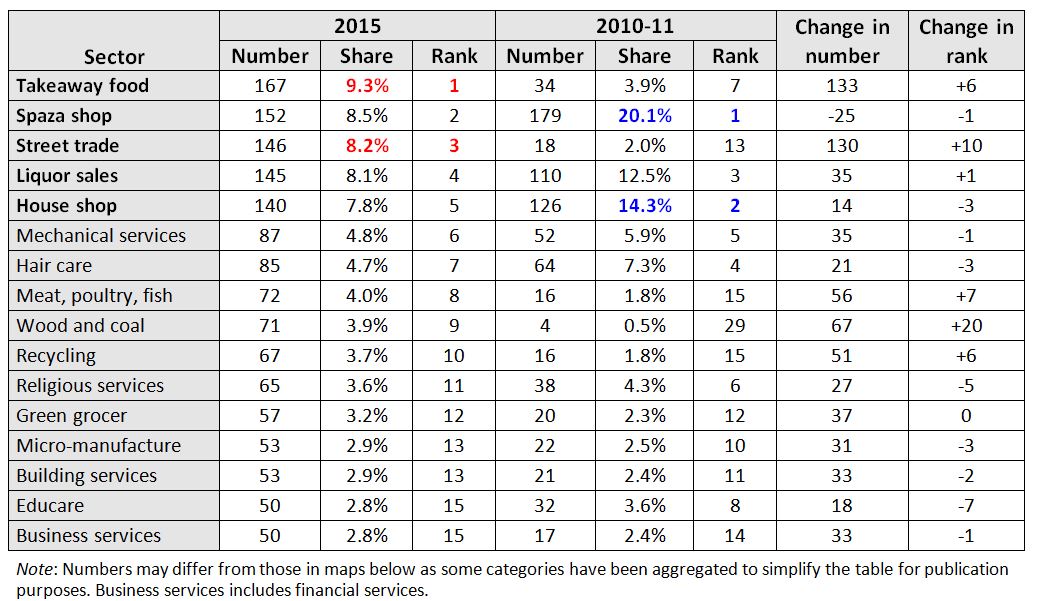 2015 2010-11 Change in number Change in rank
Sector Number Share Rank Number Share Rank
Takeaway food 167 9.3% 1 34 3.9% 7 133 +6
Spaza shop 152 8.5% 2 179 20.1% 1 -25 -1
Street trade 146 8.2% 3 18 2.0% 13 130 +10
Liquor sales 145 8.1% 4 110 12.5% 3 35 +1
House shop 140 7.8% 5 126 14.3% 2 14 -3
Mechanical services 87 4.8% 6 52 5.9% 5 35 -1
Hair care 85 4.7% 7 64 7.3% 4 21 -3
Meat, poultry, fish 72 4.0% 8 16 1.8% 15 56 +7
Wood and coal 71 3.9% 9 4 0.5% 29 67 +20
Recycling 67 3.7% 10 16 1.8% 15 51 +6
Religious services 65 3.6% 11 38 4.3% 6 27 -5
Green grocer 57 3.2% 12 20 2.3% 12 37 0
Micro-manufacture 53 2.9% 13 22 2.5% 10 31 -3
Building services 53 2.9% 13 21 2.4% 11 33 -2
Educare 50 2.8% 15 32 3.6% 8 18 -7
Business services 50 2.8% 15 17 2.4% 14 33 -1
Note: Numbers may differ from those in maps below as some categories have been aggregated to simplify the table for publication
purposes. Business services includes financial services.